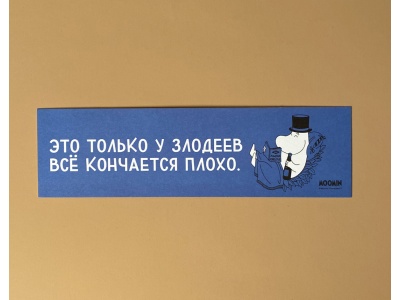 ЭТО ТОЛЬКО У ЗЛОДЕЕВ
ВСЁ КОНЧАЕТСЯ ПЛОХО.
MOOMIN